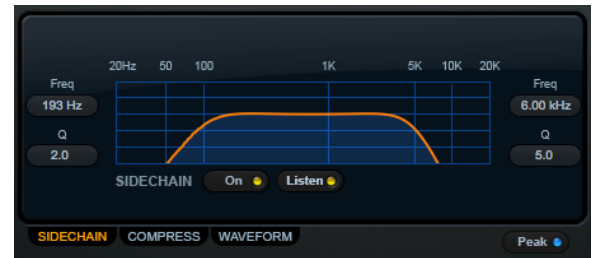 20Hz 50 100 1K 5K 10K 20K
Freq Freq
193 Hz 6.00 kHz
Q Q
2.0 5.0
SIDECHAIN On Listen
SIDECHAIN COMPRESS WAVEFORM
Peak